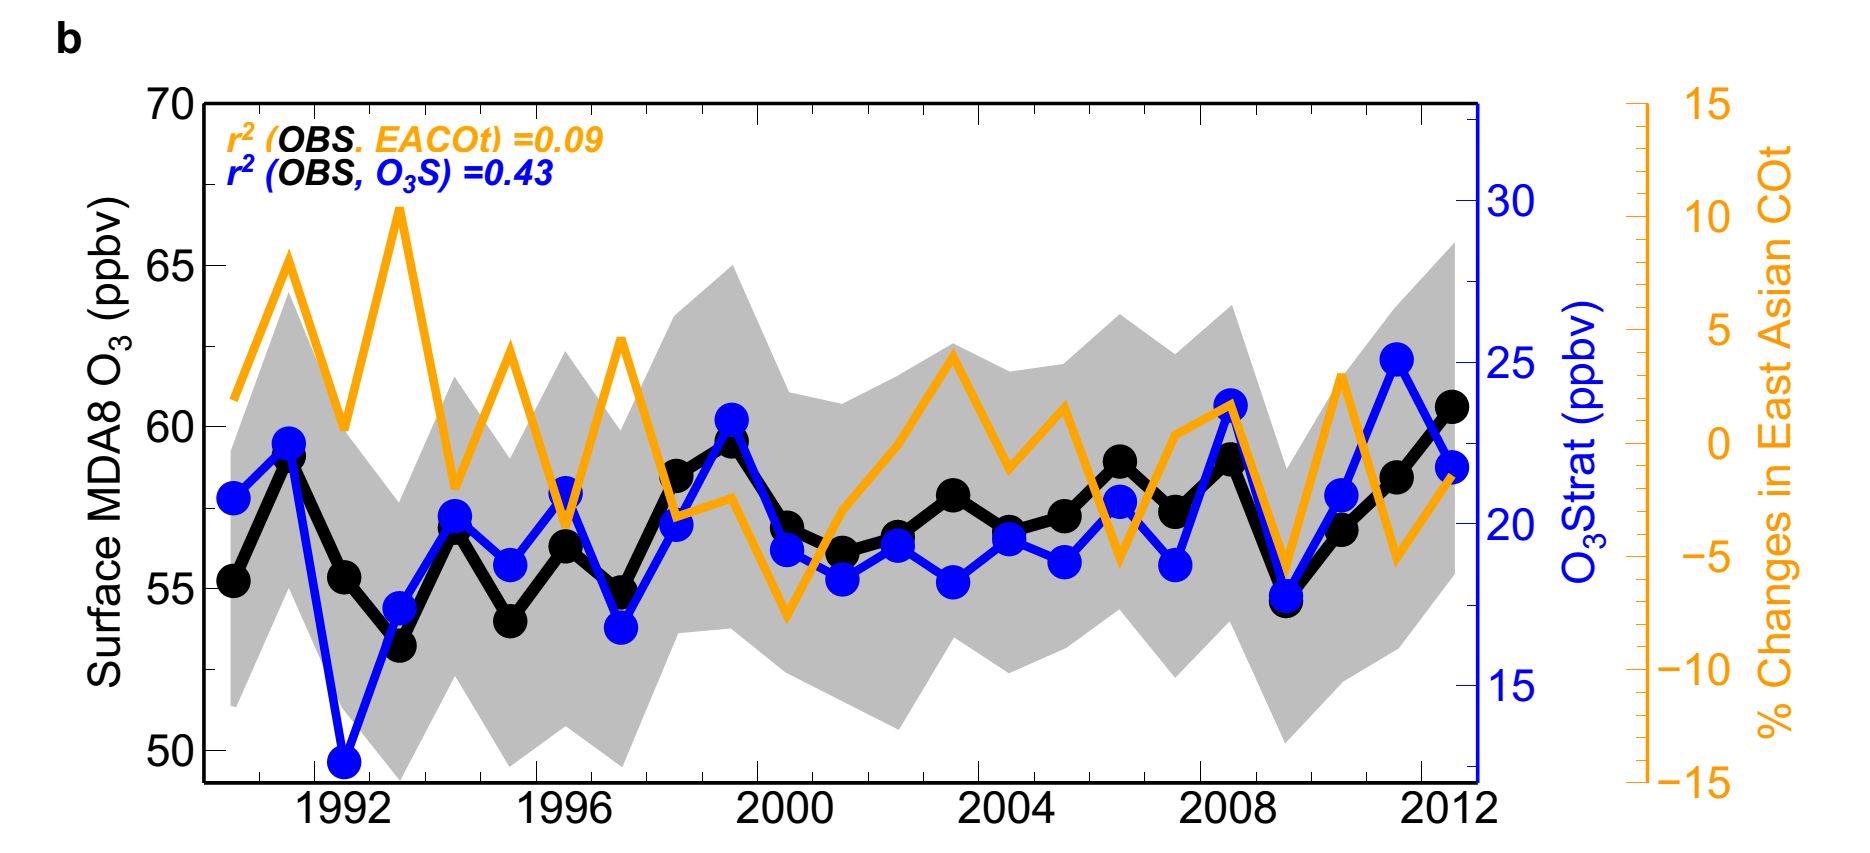 b
70
65
60
55
50
Surface MDA8 O3 (ppbv)
r2 (OBS, EACOt) =0.09
r2 (OBS, O3S) =0.43
1992 1996 2000 2004 2008 2012
30
25
20
15
O3Strat (ppbv)
15
10
5
0
−5
−10
−15
% Changes in East Asian COt